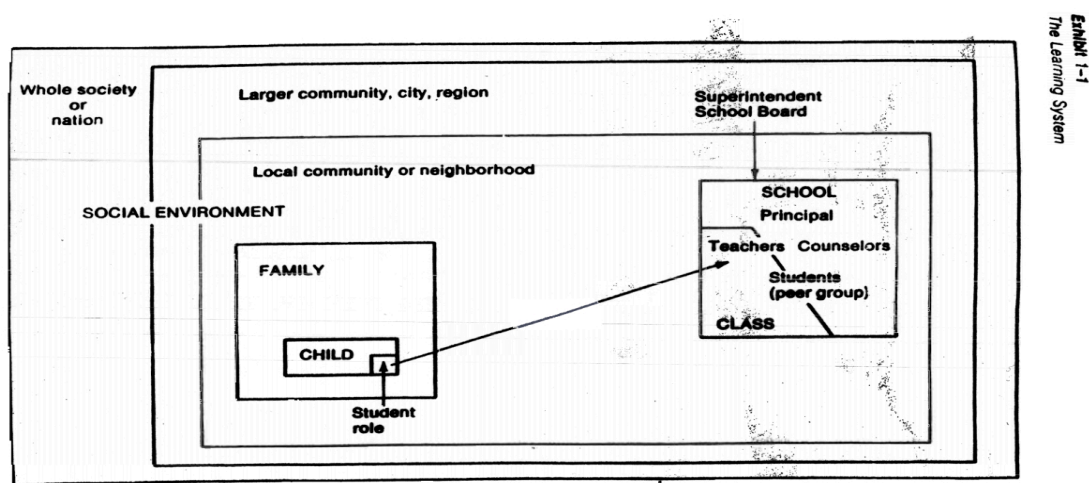 Exhibit 1-1
The Learning System
Whole society
or
nation
Larger community, city, region
Superintendent
School Board
Local community or neighborhood
SOCIAL ENVIRONMENT
SCHOOL
Principal
Teachers Counselors
Students
(peer group)
CLASS
FAMILY
CHILD
Student
role